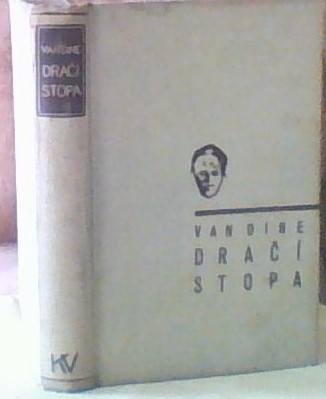 VAN DINE
DRAČÍ
STOPA
KV
VAN DINE
DRAČÍ
STOPA